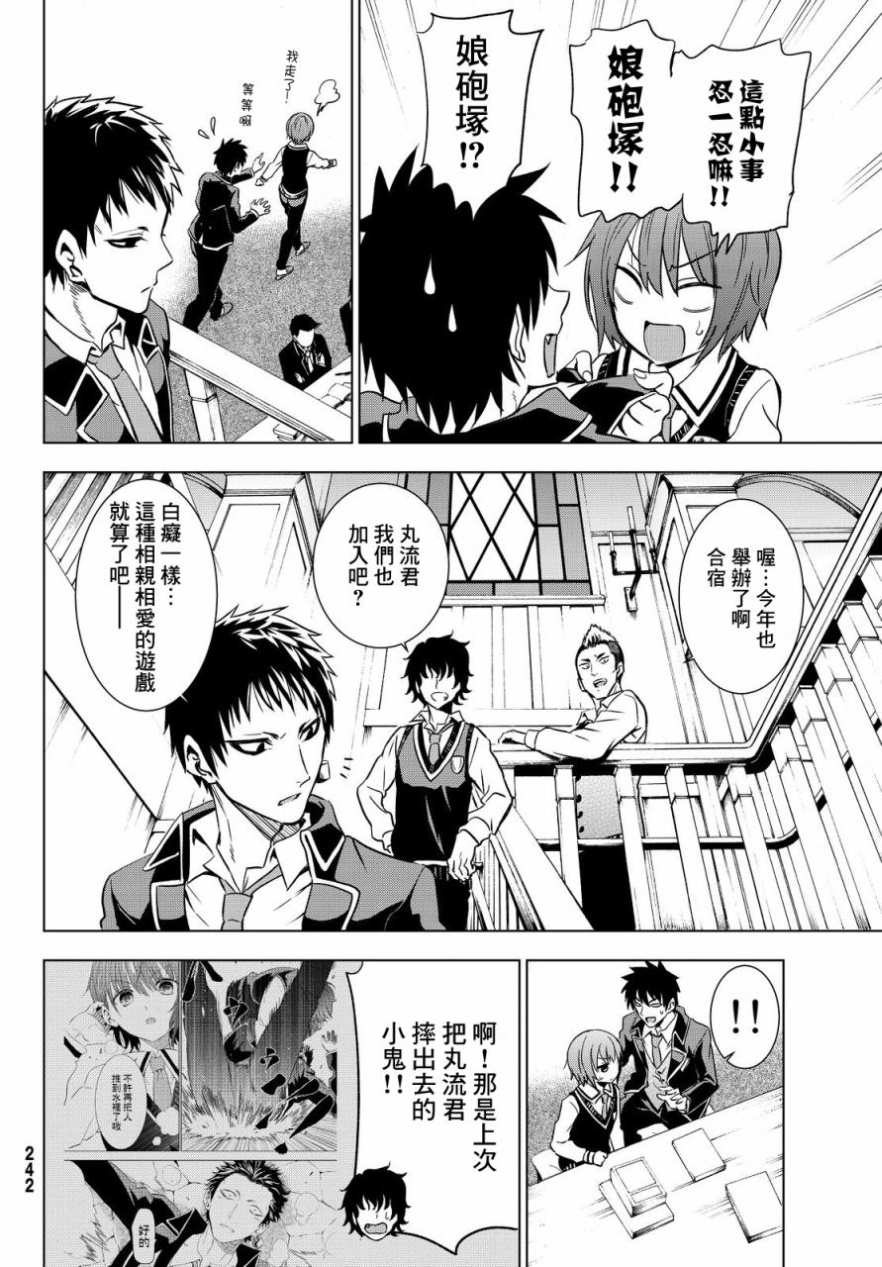 這點小事
忍一忍嘛!!
娘砲塚!!
娘砲塚!?
我走了!
等等啦
喔…今年也
舉辦了啊
合宿
丸流君
我們也
加入吧?
白癡一樣…
這種相親相愛的遊戲
就算了吧——
!!
啊!那是上次
把丸流君
摔出去的
小鬼!!
不許再把人
推到水裡了哦
好的
242